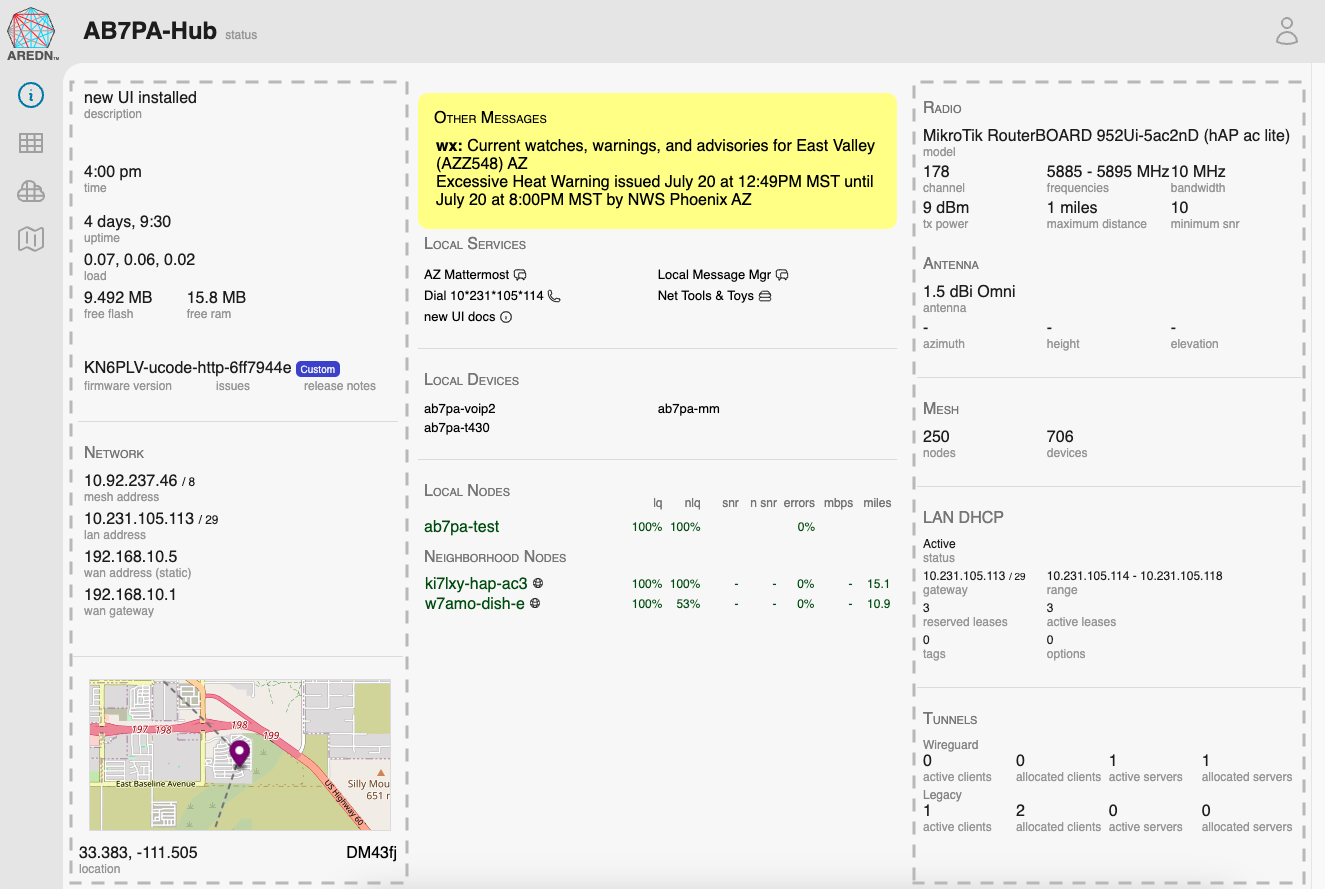 AREDN™
AB7PA-Hub status
new UI installed
description
4:00 pm
time
4 days, 9:30
uptime
0.07, 0.06, 0.02
load
9.492 MB 15.8 MB
free flash free ram
KN6PLV-ucode-http-6ff7944e Custom
firmware version issues release notes
Network
10.92.237.46 / 8
mesh address
10.231.105.113 / 29
lan address
192.168.10.5
wan address (static)
192.168.10.1
wan gateway
197 198
198
199
East Baseline Avenue
US Highway 60
Silly Mou
651
33.383, -111.505 DM43fj
location
Other Messages
wx: Current watches, warnings, and advisories for East Valley
(AZZ548) AZ
Excessive Heat Warning issued July 20 at 12:49PM MST until
July 20 at 8:00PM MST by NWS Phoenix AZ
Local Services
AZ Mattermost Local Message Mgr
Dial 10*231*105*114 Net Tools & Toys
new UI docs
Local Devices
ab7pa-voip2 ab7pa-mm
ab7pa-t430
Local Nodes
lq nlq snr n snr errors mbps miles
ab7pa-test 100% 100% 0%
Neighborhood Nodes
ki7lxy-hap-ac3 100% 100% - - 0% - 15.1
w7amo-dish-e 100% 53% - - 0% - 10.9
Radio
MikroTik RouterBOARD 952Ui-5ac2nD (hAP ac lite)
model
178 5885 - 5895 MHz 10 MHz
channel frequencies bandwidth
9 dBm 1 miles 10
tx power maximum distance minimum snr
Antenna
1.5 dBi Omni
antenna
- - -
azimuth height elevation
Mesh
250 706
nodes devices
LAN DHCP
Active
status
10.231.105.113 / 29 10.231.105.114 - 10.231.105.118
gateway range
3 3
reserved leases active leases
0 0
tags options
Tunnels
Wireguard
0 0 1 1
active clients allocated clients active servers allocated servers
Legacy
1 2 0 0
active clients allocated clients active servers allocated servers